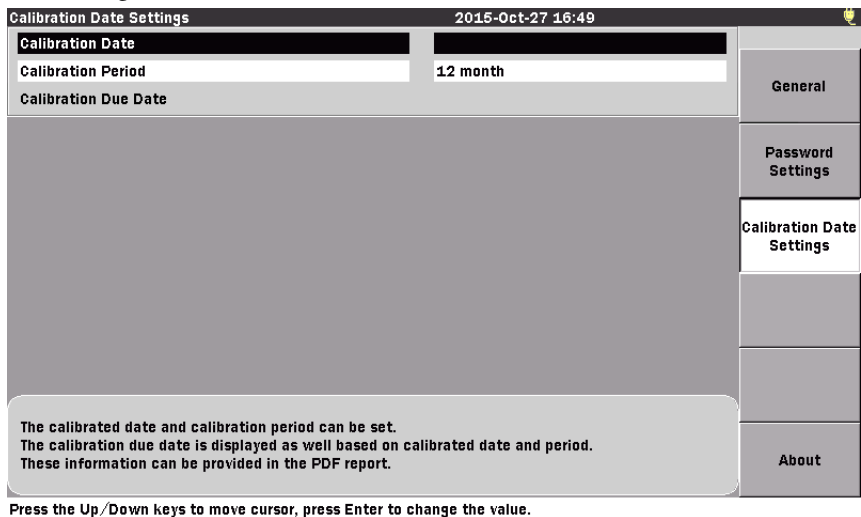 Calibration Date Settings 2015-Oct-27 16:49
Calibration Date
Calibration Period 12 month
Calibration Due Date
General
Password
Settings
Calibration Date
Settings
The calibrated date and calibration period can be set.
The calibration due date is displayed as well based on calibrated date and period.
These information can be provided in the PDF report.
About
Press the Up/Down keys to move cursor, press Enter to change the value.